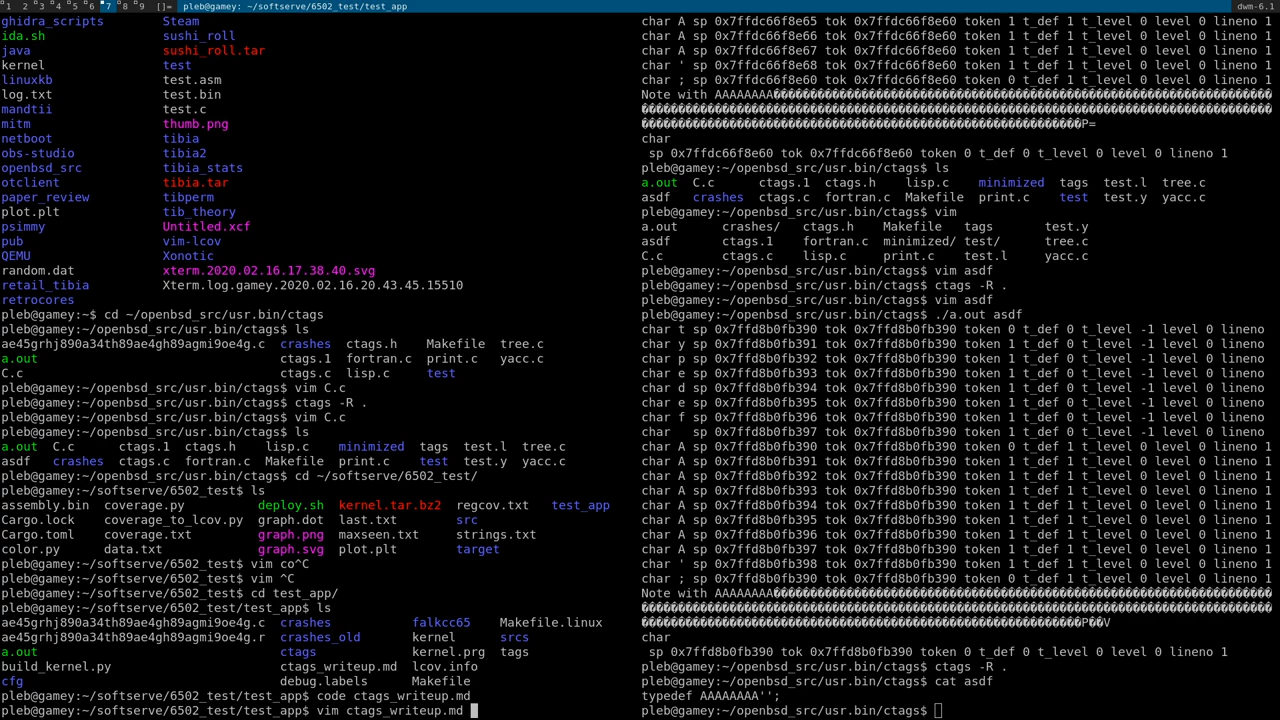 1 2 3 4 5 6 7 8 9 []= pleb@gamey: ~/softserve/6502_test/test_app dwm-6.1
ghidra_scripts Steam
ida.sh sushi_roll
java sushi_roll.tar
kernel test
linuxkb test.asm
log.txt test.bin
mandtii test.c
mitm thumb.png
netboot tibia
obs-studio tibia2
openbsd_src tibia_stats
otclient tibia.tar
paper_review tibperm
plot.plt tib_theory
psimmy Untitled.xcf
pub vim-lcov
QEMU Xonotic
random.dat xterm.2020.02.16.17.38.40.svg
retail_tibia Xterm.log.gamey.2020.02.16.20.43.45.15510
retrocores
pleb@gamey:~$ cd ~/openbsd_src/usr.bin/ctags
pleb@gamey:~/openbsd_src/usr.bin/ctags$ ls
ae45grhj890a34th89ae4gh89agmi9oe4g.c crashes ctags.h Makefile tree.c
a.out ctags.1 fortran.c print.c yacc.c
C.c ctags.c lisp.c test
pleb@gamey:~/openbsd_src/usr.bin/ctags$ vim C.c
pleb@gamey:~/openbsd_src/usr.bin/ctags$ ctags -R .
pleb@gamey:~/openbsd_src/usr.bin/ctags$ vim C.c
pleb@gamey:~/openbsd_src/usr.bin/ctags$ ls
a.out C.c ctags.1 ctags.h lisp.c minimized tags test.l tree.c
asdf crashes ctags.c fortran.c Makefile print.c test test.y yacc.c
pleb@gamey:~/openbsd_src/usr.bin/ctags$ cd ~/softserve/6502_test/
pleb@gamey:~/softserve/6502_test$ ls
assembly.bin coverage.py deploy.sh kernel.tar.bz2 regcov.txt test_app
Cargo.lock coverage_to_lcov.py graph.dot last.txt src
Cargo.toml coverage.txt graph.png maxseen.txt strings.txt
color.py data.txt graph.svg plot.plt target
pleb@gamey:~/softserve/6502_test$ vim co^C
pleb@gamey:~/softserve/6502_test$ vim ^C
pleb@gamey:~/softserve/6502_test$ cd test_app/
pleb@gamey:~/softserve/6502_test/test_app$ ls
ae45grhj890a34th89ae4gh89agmi9oe4g.c crashes falkcc65 Makefile.linux
ae45grhj890a34th89ae4gh89agmi9oe4g.r crashes_old kernel srcs
a.out ctags kernel.prg tags
build_kernel.py ctags_writeup.md lcov.info
cfg debug.labels Makefile
pleb@gamey:~/softserve/6502_test/test_app$ code ctags_writeup.md
pleb@gamey:~/softserve/6502_test/test_app$ vim ctags_writeup.md
char A sp 0x7ffdc66f8e65 tok 0x7ffdc66f8e60 token 1 t_def 1 t_level 0 level 0 lineno 1
char A sp 0x7ffdc66f8e66 tok 0x7ffdc66f8e60 token 1 t_def 1 t_level 0 level 0 lineno 1
char A sp 0x7ffdc66f8e67 tok 0x7ffdc66f8e60 token 1 t_def 1 t_level 0 level 0 lineno 1
char ' sp 0x7ffdc66f8e68 tok 0x7ffdc66f8e60 token 1 t_def 1 t_level 0 level 0 lineno 1
char ; sp 0x7ffdc66f8e60 tok 0x7ffdc66f8e60 token 0 t_def 1 t_level 0 level 0 lineno 1
Note with AAAAAAAA
P=
char
sp 0x7ffdc66f8e60 tok 0x7ffdc66f8e60 token 0 t_def 0 t_level 0 level 0 lineno 1
pleb@gamey:~/openbsd_src/usr.bin/ctags$ ls
a.out C.c ctags.1 ctags.h lisp.c minimized tags test.l tree.c
asdf crashes ctags.c fortran.c Makefile print.c test test.y yacc.c
pleb@gamey:~/openbsd_src/usr.bin/ctags$ vim
a.out crashes/ ctags.h Makefile tags test.y
asdf ctags.1 fortran.c minimized/ test/ tree.c
C.c ctags.c lisp.c print.c test.l yacc.c
pleb@gamey:~/openbsd_src/usr.bin/ctags$ vim asdf
pleb@gamey:~/openbsd_src/usr.bin/ctags$ ctags -R .
pleb@gamey:~/openbsd_src/usr.bin/ctags$ vim asdf
pleb@gamey:~/openbsd_src/usr.bin/ctags$ ./a.out asdf
char t sp 0x7ffd8b0fb390 tok 0x7ffd8b0fb390 token 0 t_def 0 t_level -1 level 0 lineno
char y sp 0x7ffd8b0fb391 tok 0x7ffd8b0fb390 token 1 t_def 0 t_level -1 level 0 lineno
char p sp 0x7ffd8b0fb392 tok 0x7ffd8b0fb390 token 1 t_def 0 t_level -1 level 0 lineno
char e sp 0x7ffd8b0fb393 tok 0x7ffd8b0fb390 token 1 t_def 0 t_level -1 level 0 lineno
char d sp 0x7ffd8b0fb394 tok 0x7ffd8b0fb390 token 1 t_def 0 t_level -1 level 0 lineno
char e sp 0x7ffd8b0fb395 tok 0x7ffd8b0fb390 token 1 t_def 0 t_level -1 level 0 lineno
char f sp 0x7ffd8b0fb396 tok 0x7ffd8b0fb390 token 1 t_def 0 t_level -1 level 0 lineno
char sp 0x7ffd8b0fb397 tok 0x7ffd8b0fb390 token 1 t_def 0 t_level -1 level 0 lineno
char A sp 0x7ffd8b0fb390 tok 0x7ffd8b0fb390 token 0 t_def 1 t_level 0 level 0 lineno 1
char A sp 0x7ffd8b0fb391 tok 0x7ffd8b0fb390 token 1 t_def 1 t_level 0 level 0 lineno 1
char A sp 0x7ffd8b0fb392 tok 0x7ffd8b0fb390 token 1 t_def 1 t_level 0 level 0 lineno 1
char A sp 0x7ffd8b0fb393 tok 0x7ffd8b0fb390 token 1 t_def 1 t_level 0 level 0 lineno 1
char A sp 0x7ffd8b0fb394 tok 0x7ffd8b0fb390 token 1 t_def 1 t_level 0 level 0 lineno 1
char A sp 0x7ffd8b0fb395 tok 0x7ffd8b0fb390 token 1 t_def 1 t_level 0 level 0 lineno 1
char A sp 0x7ffd8b0fb396 tok 0x7ffd8b0fb390 token 1 t_def 1 t_level 0 level 0 lineno 1
char A sp 0x7ffd8b0fb397 tok 0x7ffd8b0fb390 token 1 t_def 1 t_level 0 level 0 lineno 1
char ' sp 0x7ffd8b0fb398 tok 0x7ffd8b0fb390 token 1 t_def 1 t_level 0 level 0 lineno 1
char ; sp 0x7ffd8b0fb390 tok 0x7ffd8b0fb390 token 0 t_def 1 t_level 0 level 0 lineno 1
Note with AAAAAAAA
P��V
char
sp 0x7ffd8b0fb390 tok 0x7ffd8b0fb390 token 0 t_def 0 t_level 0 level 0 lineno 1
pleb@gamey:~/openbsd_src/usr.bin/ctags$ ctags -R .
pleb@gamey:~/openbsd_src/usr.bin/ctags$ cat asdf
typedef AAAAAAAA'';
pleb@gamey:~/openbsd_src/usr.bin/ctags$